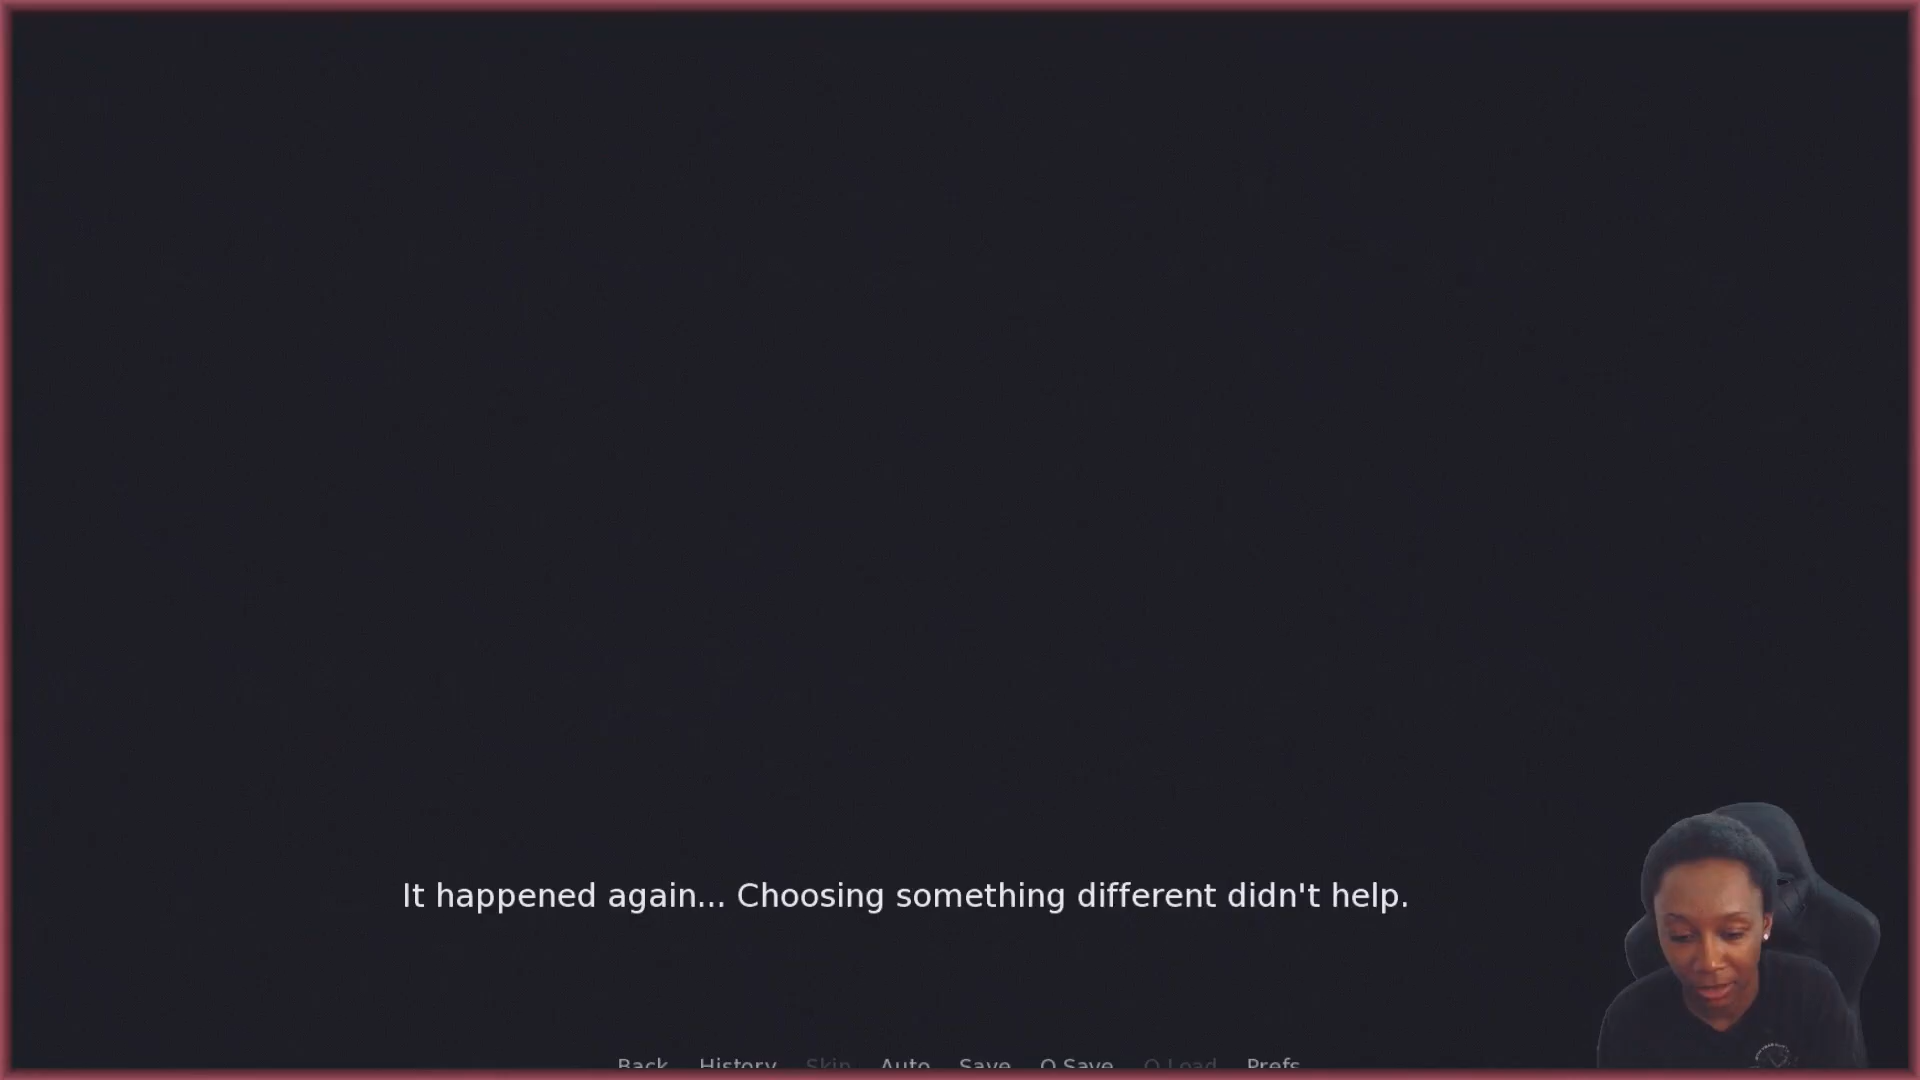 It happened again... Choosing something different didn't help.
Back History Skip Auto Save Q.Save Q.Load Prefs